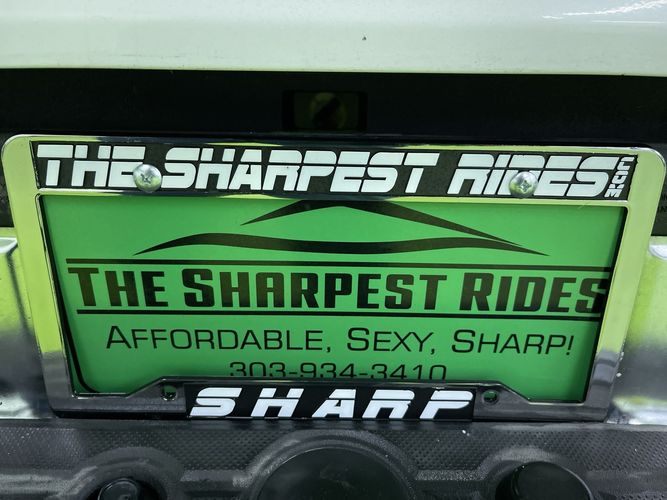 THE SHARPEST RIDES.COM
THE SHARPEST RIDES
AFFORDABLE, SEXY, SHARP!
303-934-3410
SHARP